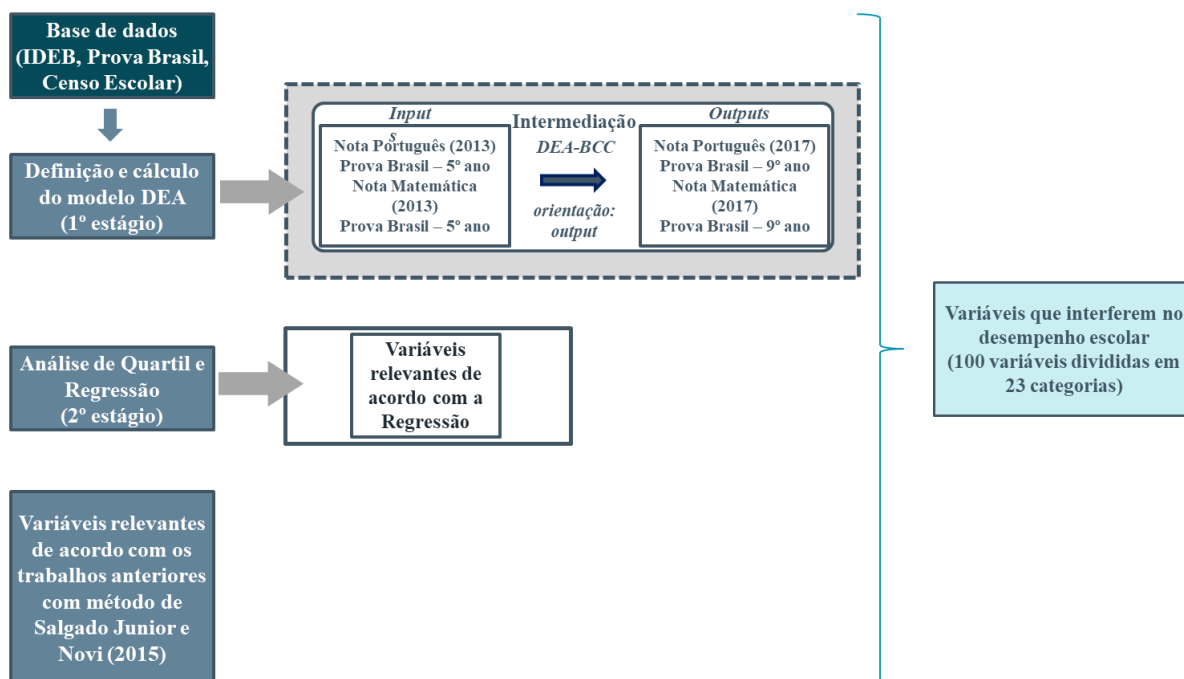 Base de dados
(IDEB, Prova Brasil,
Censo Escolar)
Definição e cálculo
do modelo DEA
(1º estágio)
Input
s
Nota Português (2013)
Prova Brasil – 5º ano
Nota Matemática
(2013)
Prova Brasil – 5º ano
Intermediação
DEA-BCC
orientação:
output
Outputs
Nota Português (2017)
Prova Brasil – 9º ano
Nota Matemática
(2017)
Prova Brasil – 9º ano
Análise de Quartil e
Regressão
(2º estágio)
Variáveis
relevantes de
acordo com a
Regressão
Variáveis relevantes
de acordo com os
trabalhos anteriores
com método de
Salgado Junior e
Novi (2015)
Variáveis que interferem no
desempenho escolar
(100 variáveis divididas em
23 categorias)